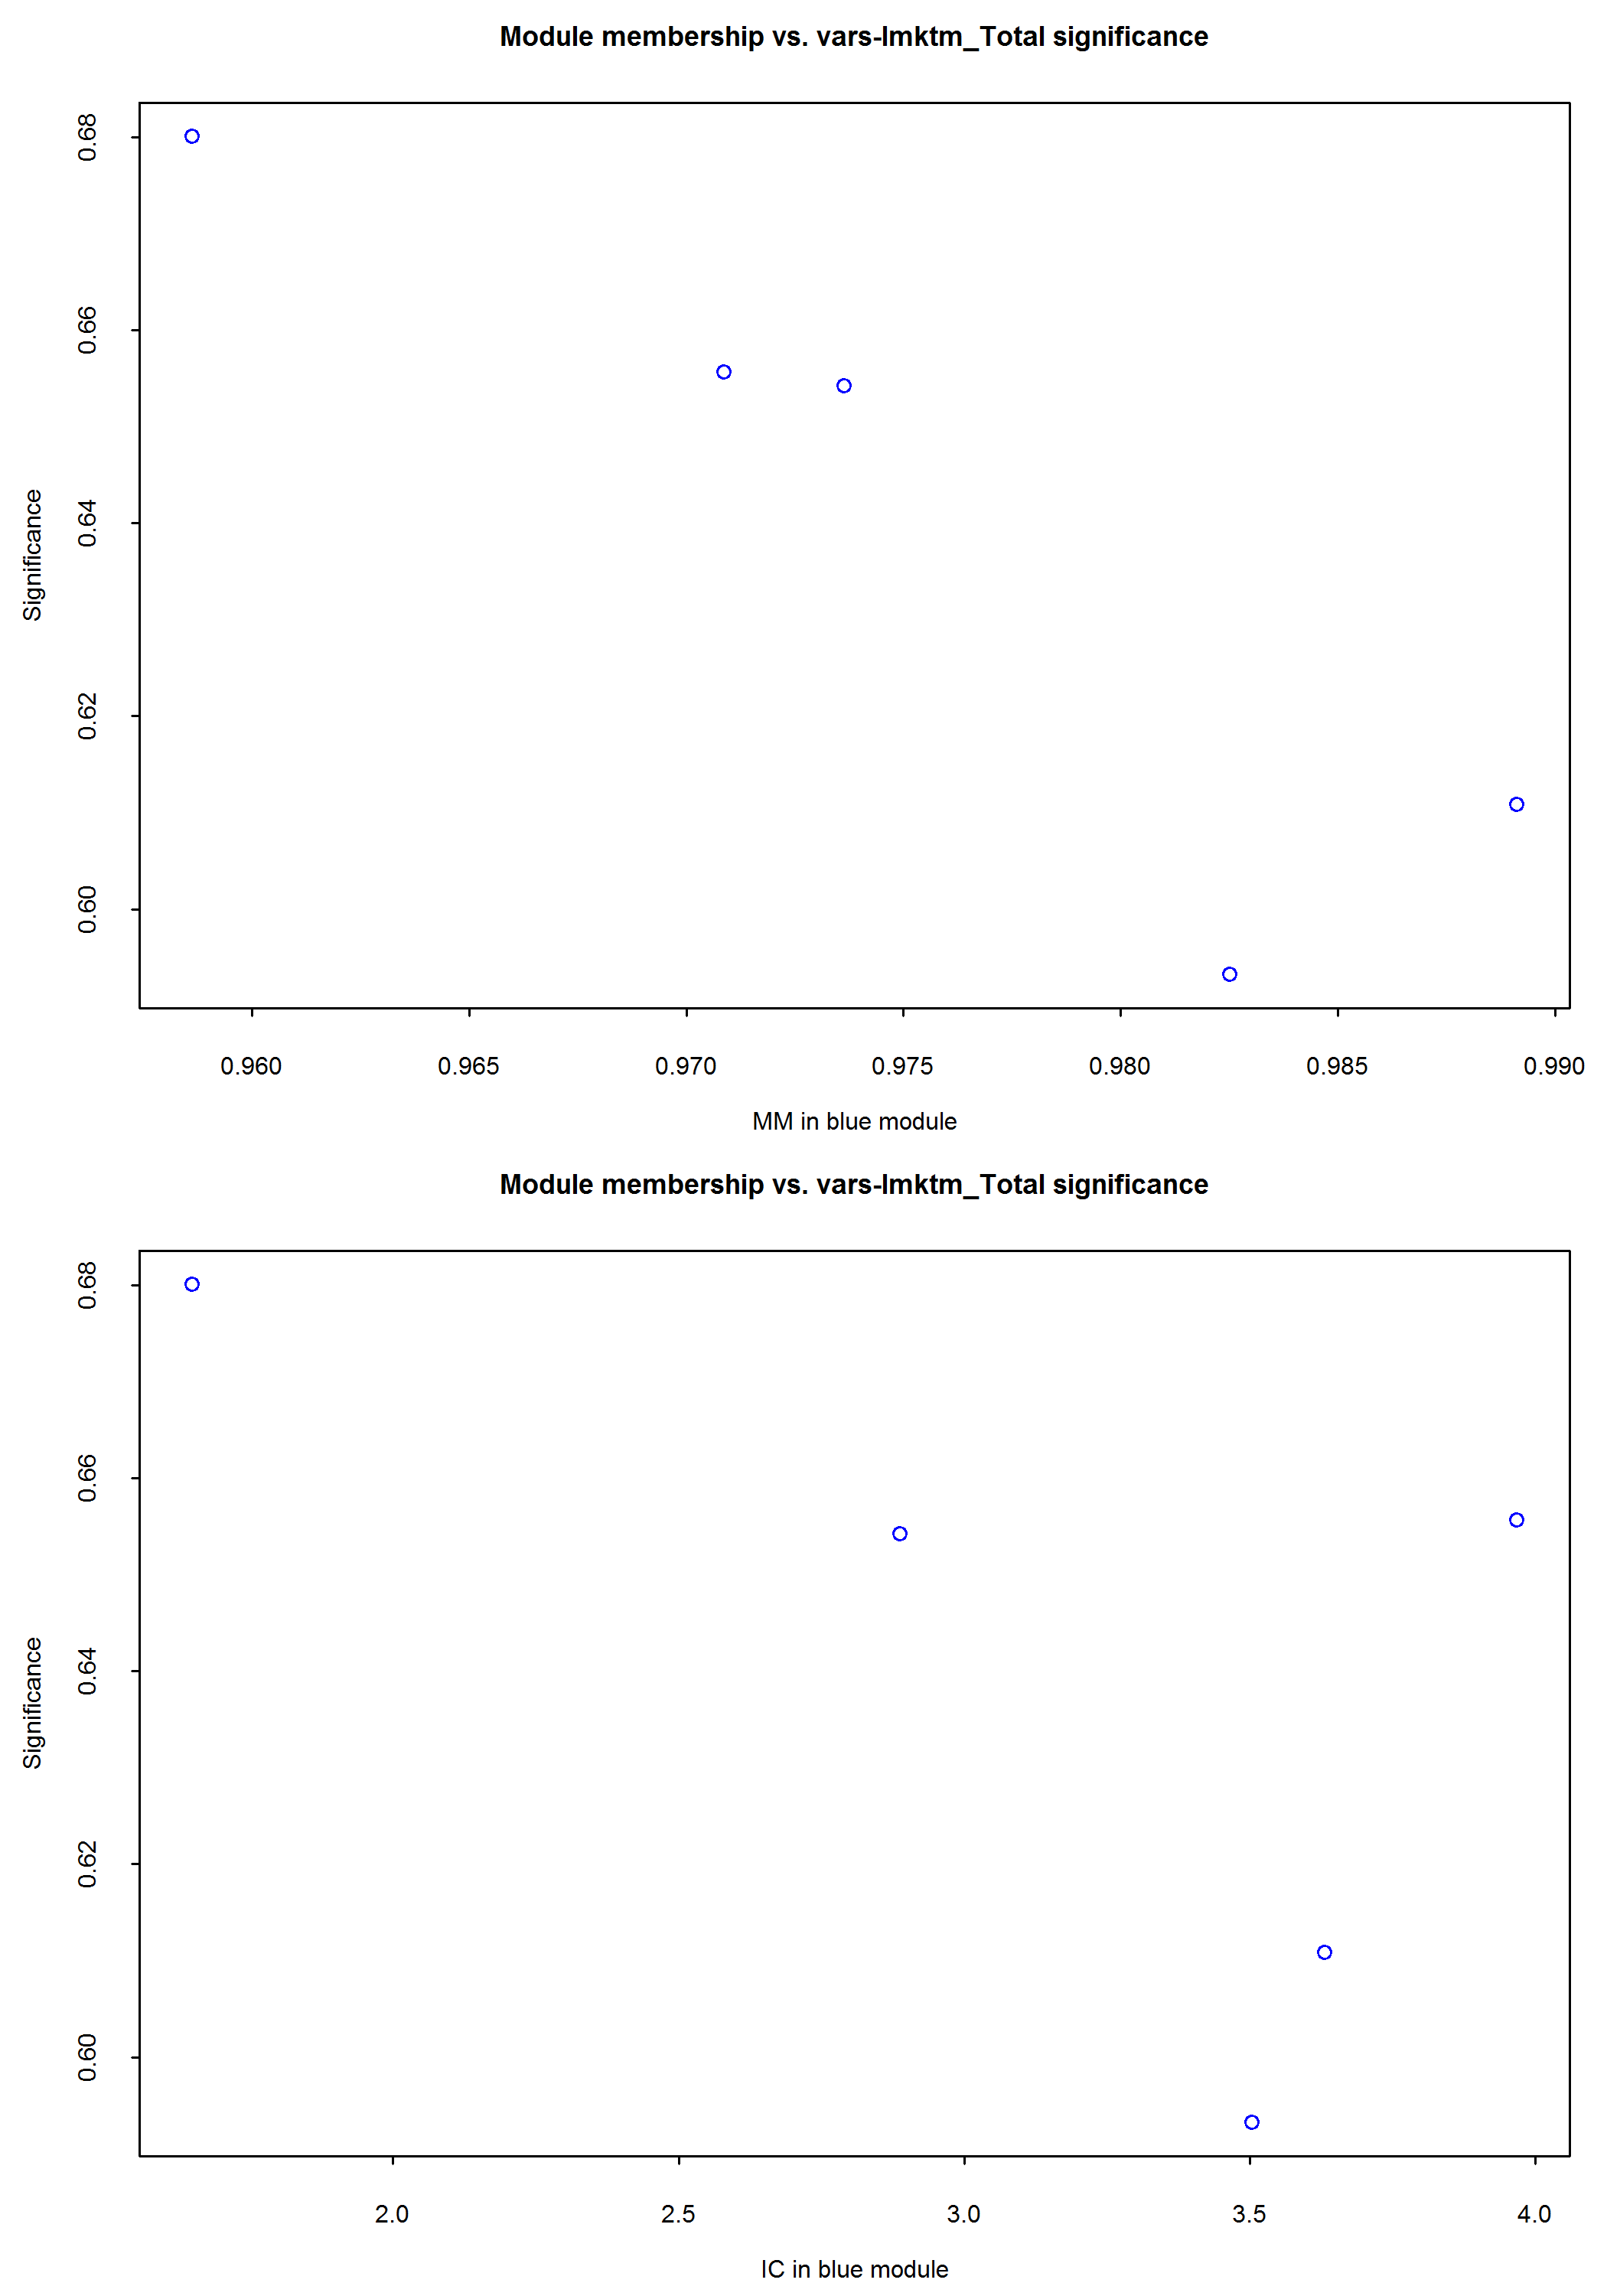 Module membership vs. vars-lmktm_Total significance
0.68
0.66
0.64
0.62
0.60
Significance
0.960 0.965 0.970 0.975 0.980 0.985 0.990
MM in blue module
Module membership vs. vars-lmktm_Total significance
0.68
0.66
0.64
0.62
0.60
Significance
2.0 2.5 3.0 3.5 4.0
IC in blue module